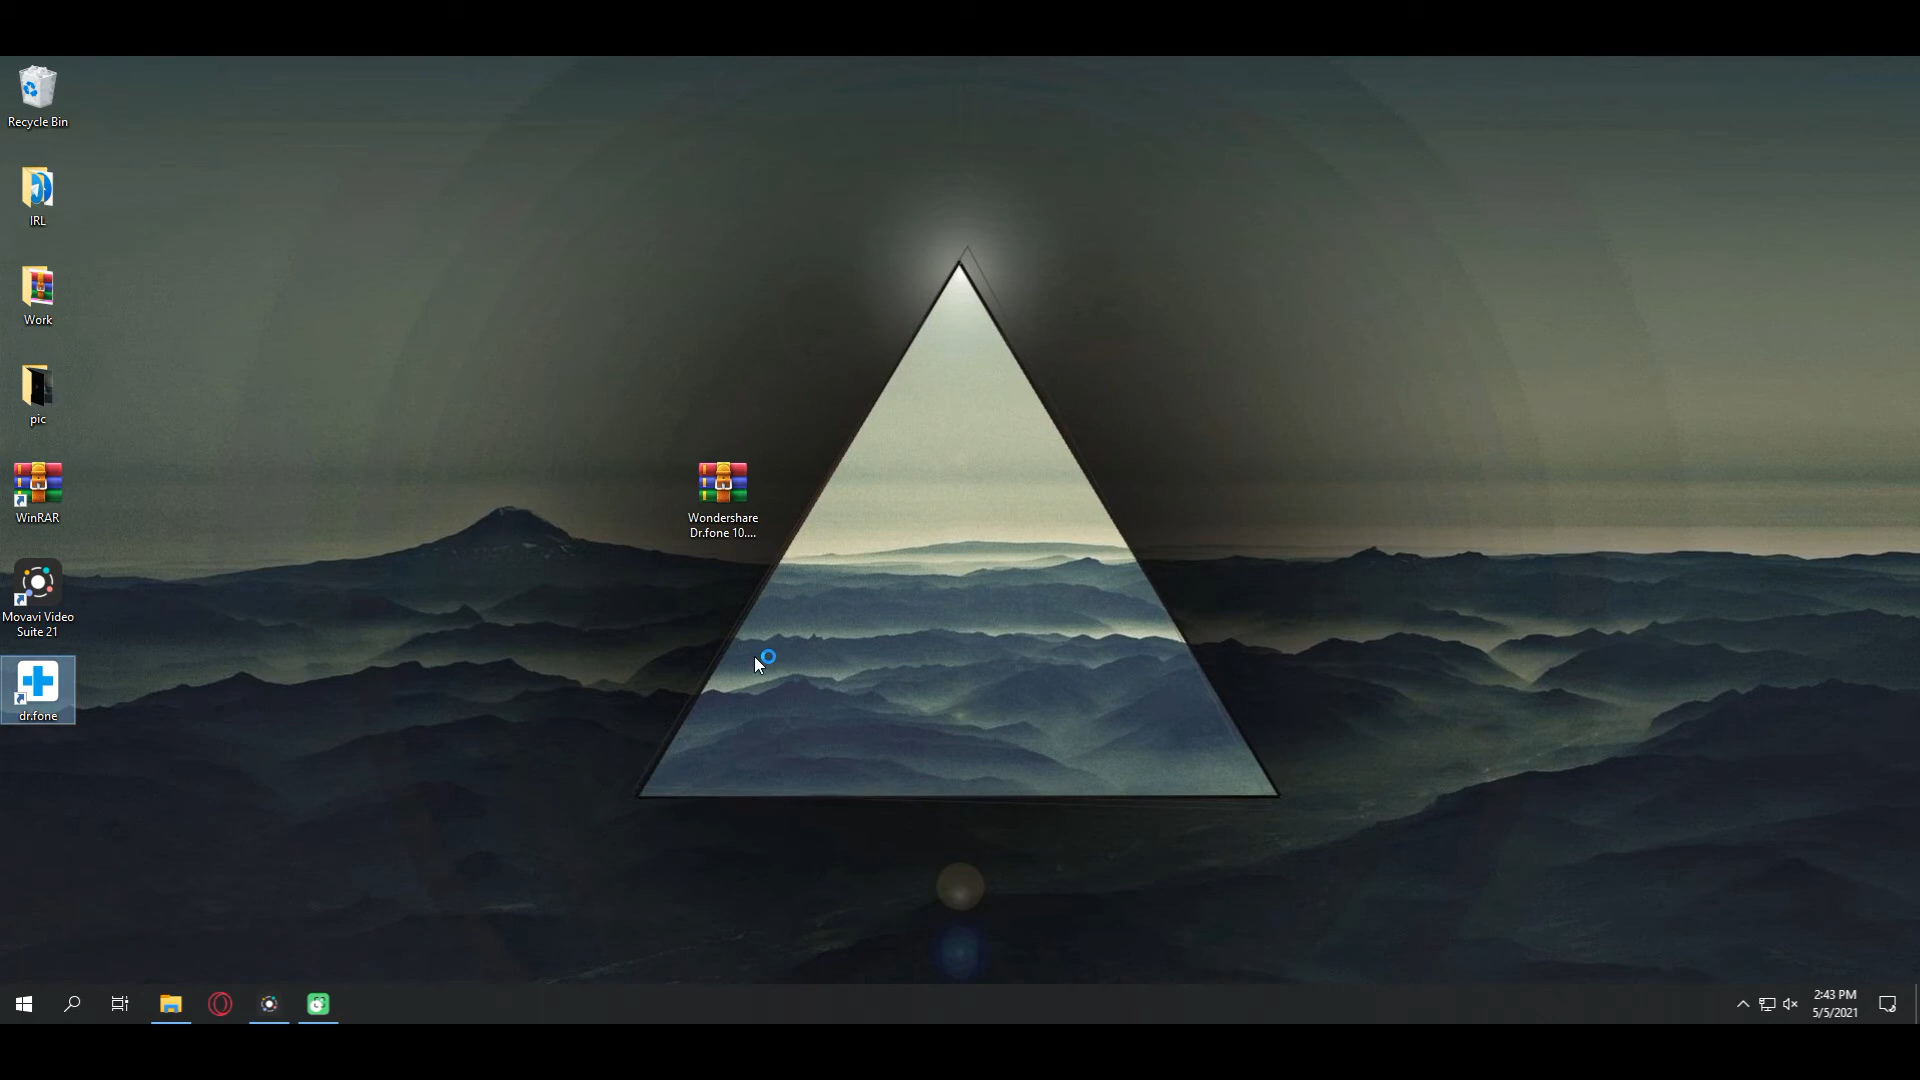 Recycle Bin
IRL
Work
pic
WinRAR
Movavi Video
Suite 21
dr.fone
Wondershare
Dr.fone 10....
2:43 PM
5/5/2021